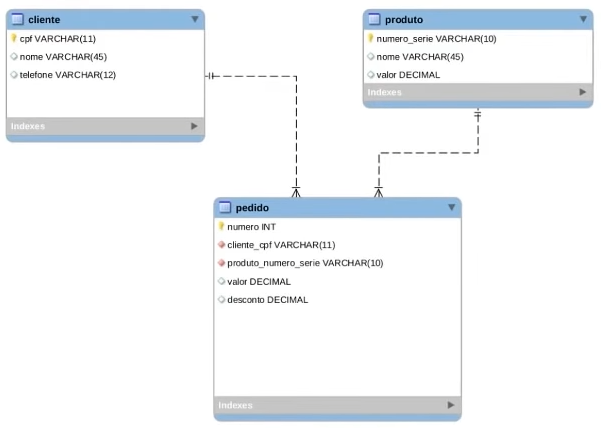 cliente
cpf VARCHAR(11)
nome VARCHAR(45)
telefone VARCHAR(12)
Indexes
produto
numero_serie VARCHAR(10)
nome VARCHAR(45)
valor DECIMAL
Indexes
pedido
numero INT
cliente_cpf VARCHAR(11)
produto_numero_serie VARCHAR(10)
valor DECIMAL
desconto DECIMAL
Indexes